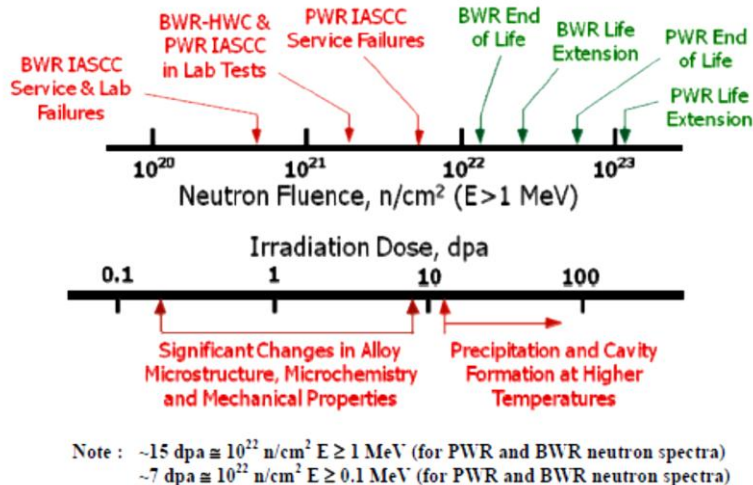 BWR IASCC
Service & Lab
Failures
BWR-HWC &
PWR IASCC
in Lab Tests
PWR IASCC
Service Failures
BWR End
of Life
BWR Life
Extension
PWR End
of Life
PWR Life
Extension
10²⁰
10²¹
10²²
10²³
Neutron Fluence, n/cm² (E>1 MeV)
Irradiation Dose, dpa
0.1
1
10
100
Significant Changes in Alloy
Microstructure, Microchemistry
and Mechanical Properties
Precipitation and Cavity
Formation at Higher
Temperatures
Note : ~15 dpa ≅ 10²² n/cm² E ≥ 1 MeV (for PWR and BWR neutron spectra)
~7 dpa ≅ 10²² n/cm² E ≥ 0.1 MeV (for PWR and BWR neutron spectra)